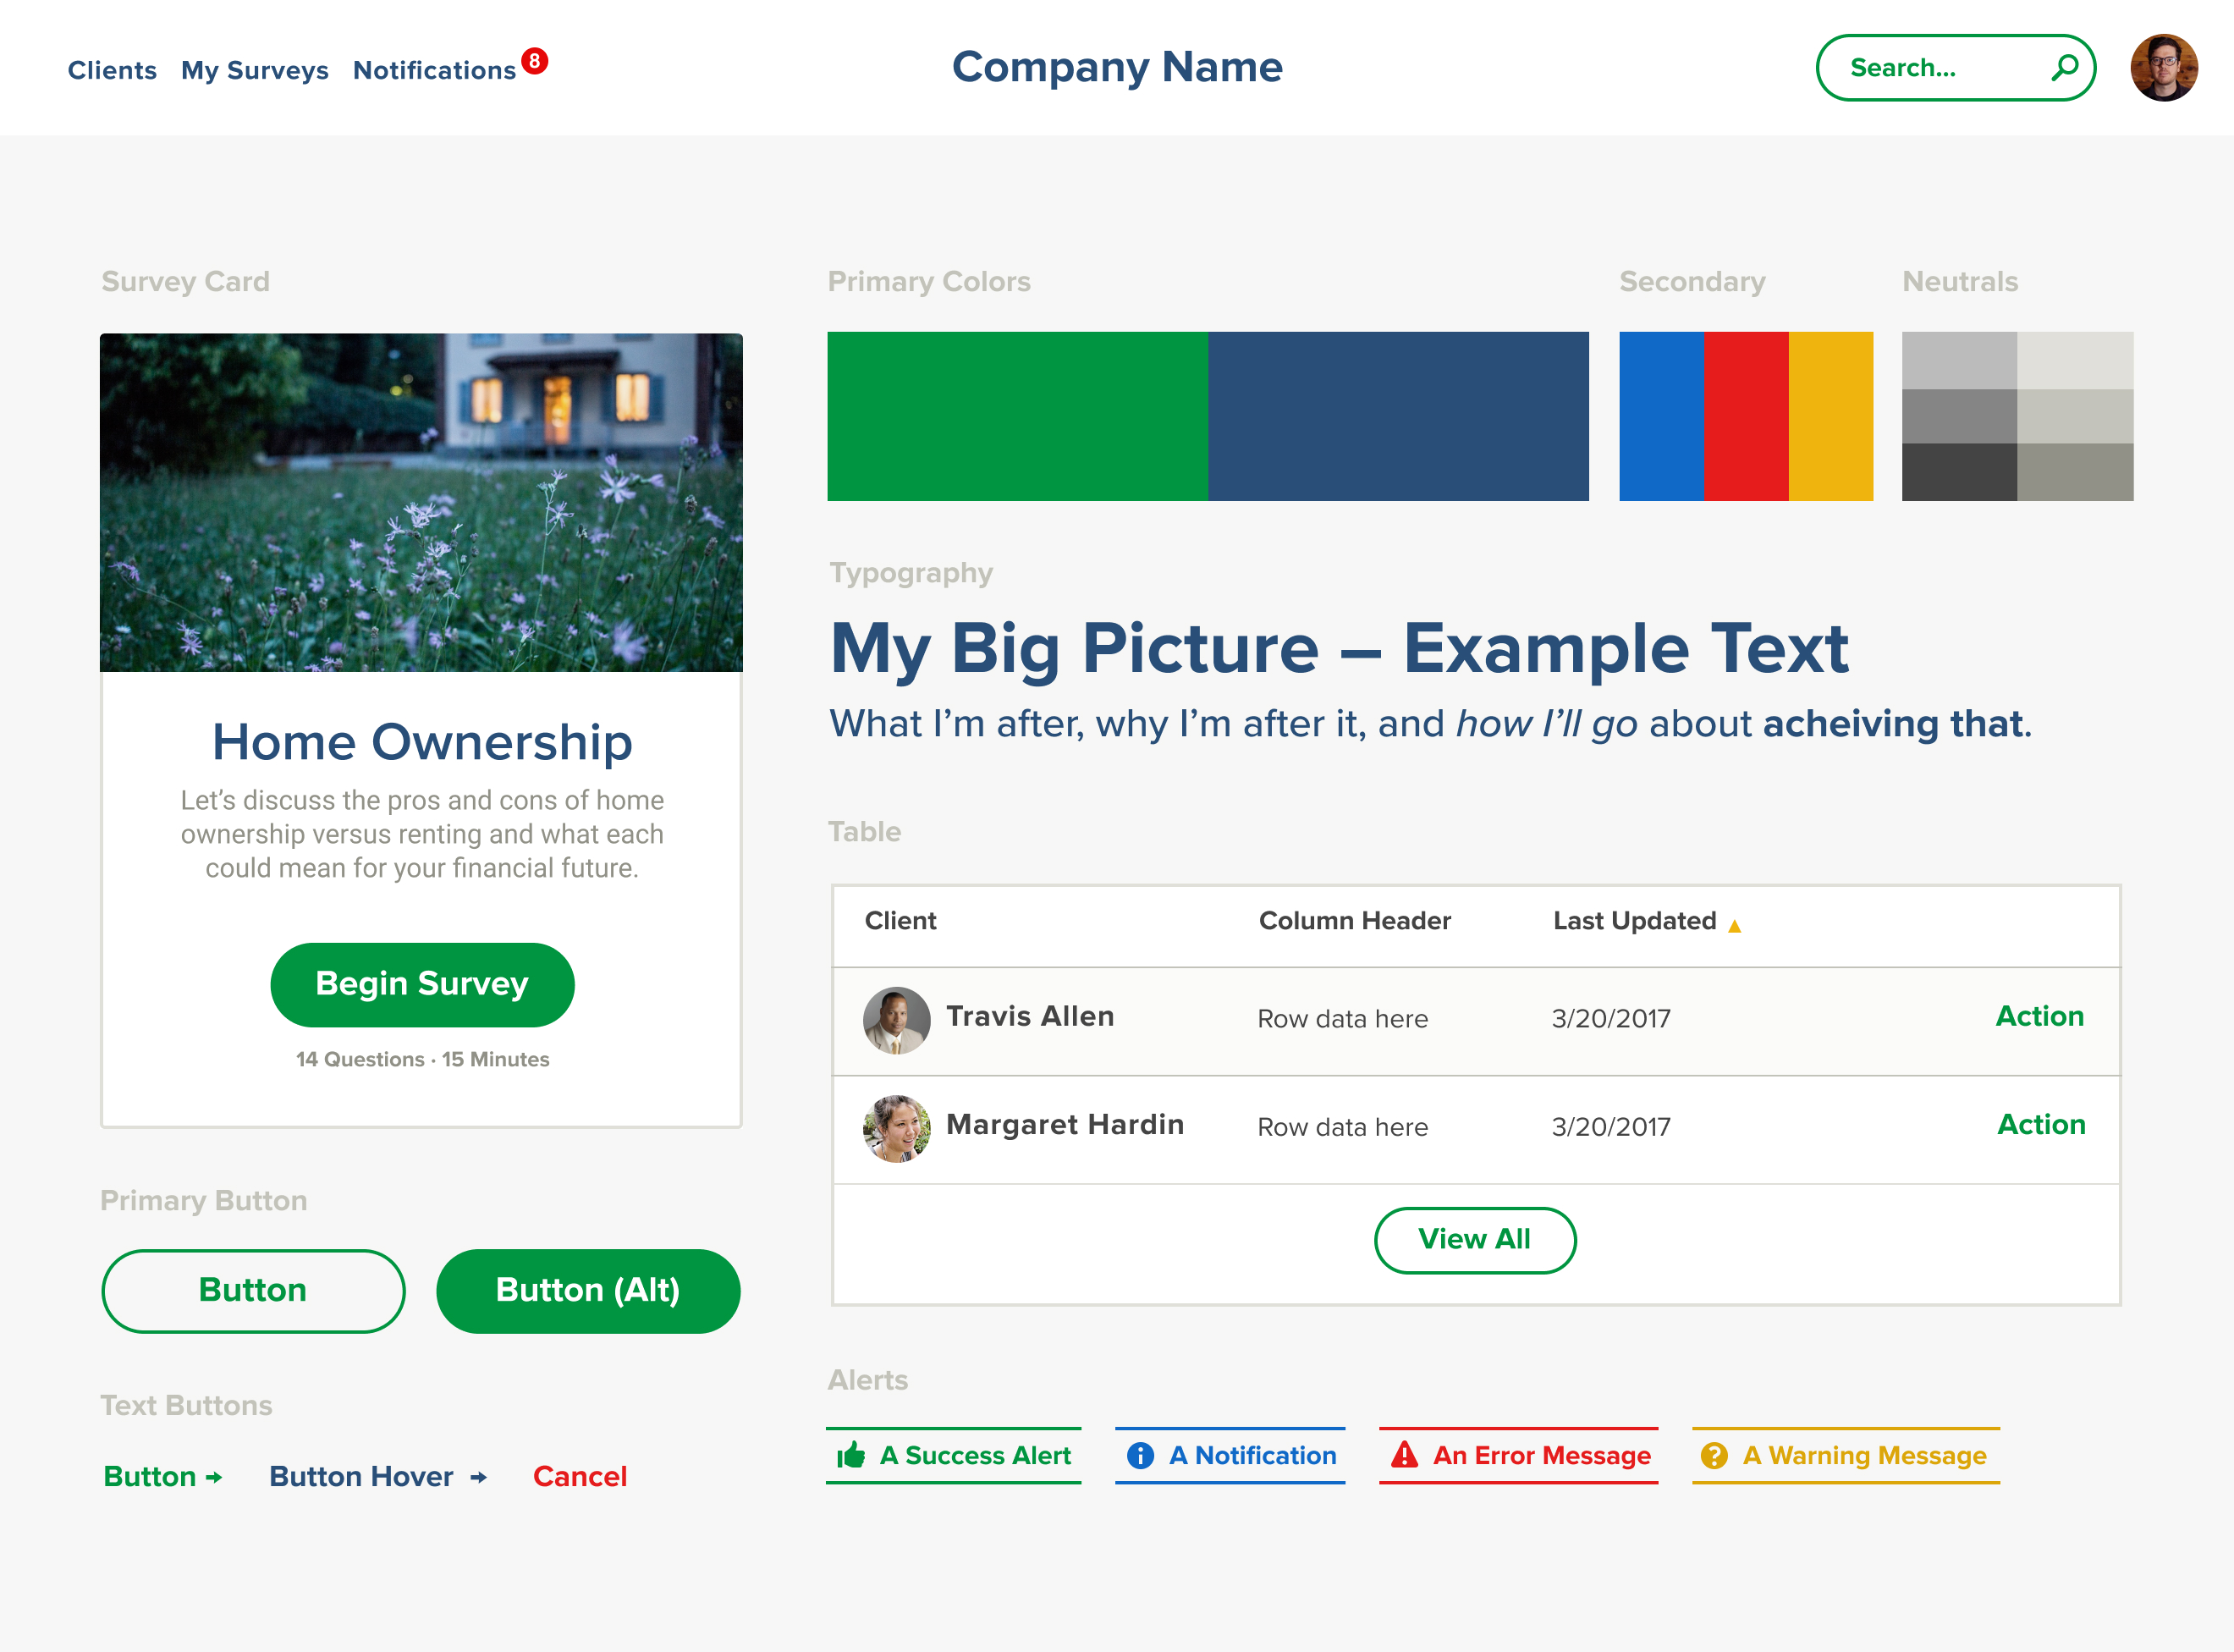 Clients My Surveys Notifications 8
Company Name
Search...
Survey Card
Home Ownership
Let’s discuss the pros and cons of home
ownership versus renting and what each
could mean for your financial future.
Begin Survey
14 Questions · 15 Minutes
Primary Button
Button Button (Alt)
Text Buttons
Button Button Hover Cancel
Primary Colors Secondary Neutrals
Typography
My Big Picture – Example Text
What I’m after, why I’m after it, and how I’ll go about acheiving that.
Table
Client Column Header Last Updated
Travis Allen Row data here 3/20/2017 Action
Margaret Hardin Row data here 3/20/2017 Action
View All
Alerts
A Success Alert A Notification An Error Message A Warning Message